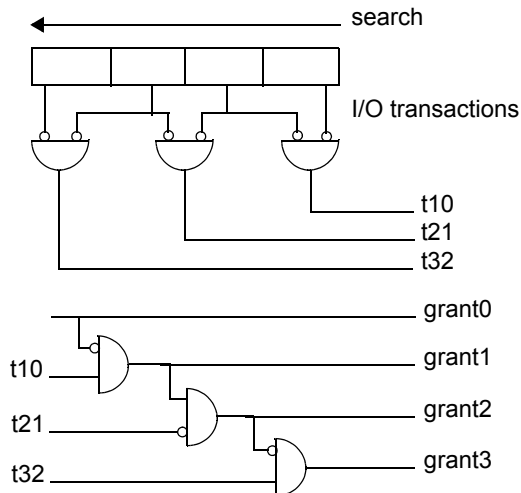 search
I/O transactions
t10
t21
t32
grant0
grant1
t10
grant2
t21
grant3
t32